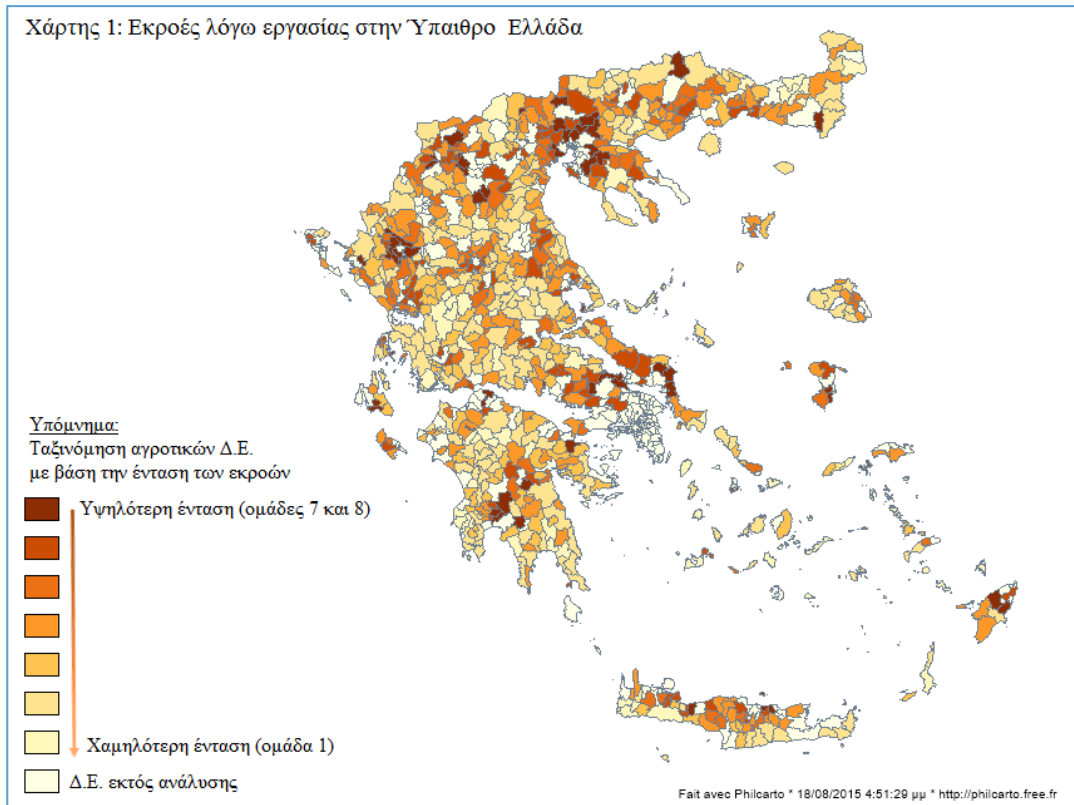 Χάρτης 1: Εκροές λόγω εργασίας στην Ύπαιθρο Ελλάδα
Υπόμνημα:
Ταξινόμηση αγροτικών Δ.Ε.
με βάση την ένταση των εκροών
Υψηλότερη ένταση (ομάδες 7 και 8)
Χαμηλότερη ένταση (ομάδα 1)
Δ.Ε. εκτός ανάλυσης
Fait avec Philcarto * 18/08/2015 4:51:29 μμ * http://philcarto.free.fr